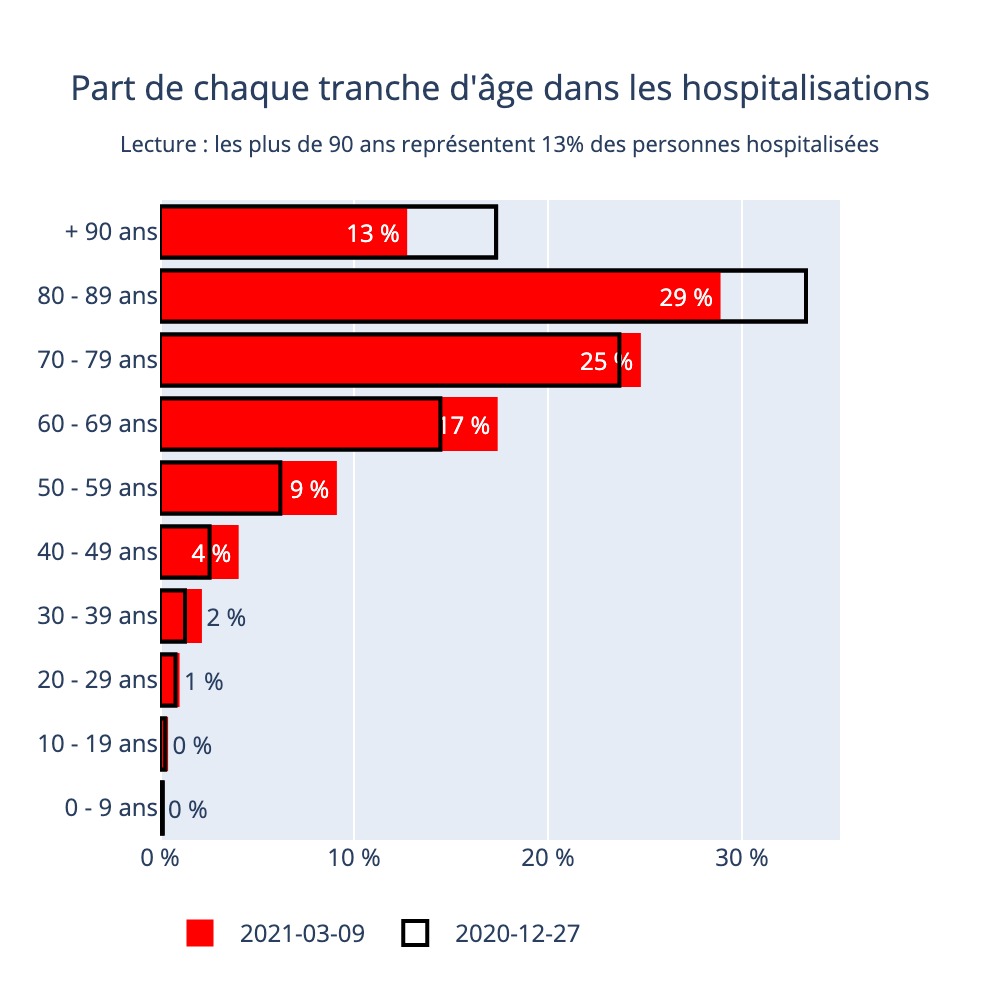 Part de chaque tranche d'âge dans les hospitalisations
Lecture : les plus de 90 ans représentent 13% des personnes hospitalisées
+ 90 ans 13 %
80 - 89 ans 29 %
70 - 79 ans 25 %
60 - 69 ans 17 %
50 - 59 ans 9 %
40 - 49 ans 4 %
30 - 39 ans 2 %
20 - 29 ans 1 %
10 - 19 ans 0 %
0 - 9 ans 0 %
0 % 10 % 20 % 30 %
2021-03-09 2020-12-27